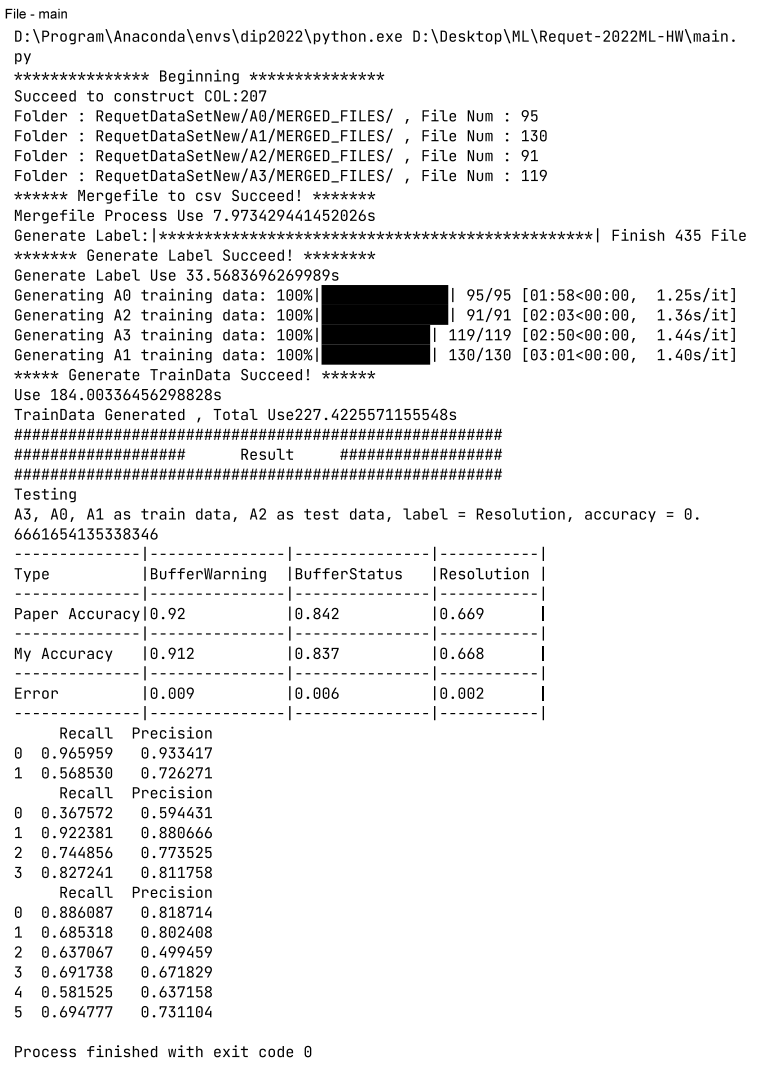 File - main
D:\Program\Anaconda\envs\dip2022\python.exe D:\Desktop\ML\Requet-2022ML-HW\main.
py
*************** Beginning ***************
Succeed to construct COL:207
Folder : RequetDataSetNew/A0/MERGED_FILES/ , File Num : 95
Folder : RequetDataSetNew/A1/MERGED_FILES/ , File Num : 130
Folder : RequetDataSetNew/A2/MERGED_FILES/ , File Num : 91
Folder : RequetDataSetNew/A3/MERGED_FILES/ , File Num : 119
****** Mergefile to csv Succeed! *******
Mergefile Process Use 7.973429441452026s
Generate Label:|************************************************| Finish 435 File
******* Generate Label Succeed! ********
Generate Label Use 33.5683696269989s
Generating A0 training data: 100%|██████████████| 95/95 [01:58<00:00,  1.25s/it]
Generating A2 training data: 100%|██████████████| 91/91 [02:03<00:00,  1.36s/it]
Generating A3 training data: 100%|████████████| 119/119 [02:50<00:00,  1.44s/it]
Generating A1 training data: 100%|████████████| 130/130 [03:01<00:00,  1.40s/it]
***** Generate TrainData Succeed! ******
Use 184.00336456298828s
TrainData Generated , Total Use227.4225571155548s
######################################################
###################      Result     ##################
######################################################
Testing
A3, A0, A1 as train data, A2 as test data, label = Resolution, accuracy = 0.
6661654135338346
--------------|---------------|---------------|-----------|
Type          |BufferWarning  |BufferStatus   |Resolution |
--------------|---------------|---------------|-----------|
Paper Accuracy|0.92           |0.842          |0.669      |
--------------|---------------|---------------|-----------|
My Accuracy   |0.912          |0.837          |0.668      |
--------------|---------------|---------------|-----------|
Error         |0.009          |0.006          |0.002      |
--------------|---------------|---------------|-----------|
     Recall  Precision
0  0.965959   0.933417
1  0.568530   0.726271
     Recall  Precision
0  0.367572   0.594431
1  0.922381   0.880666
2  0.744856   0.773525
3  0.827241   0.811758
     Recall  Precision
0  0.886087   0.818714
1  0.685318   0.802408
2  0.637067   0.499459
3  0.691738   0.671829
4  0.581525   0.637158
5  0.694777   0.731104
Process finished with exit code 0